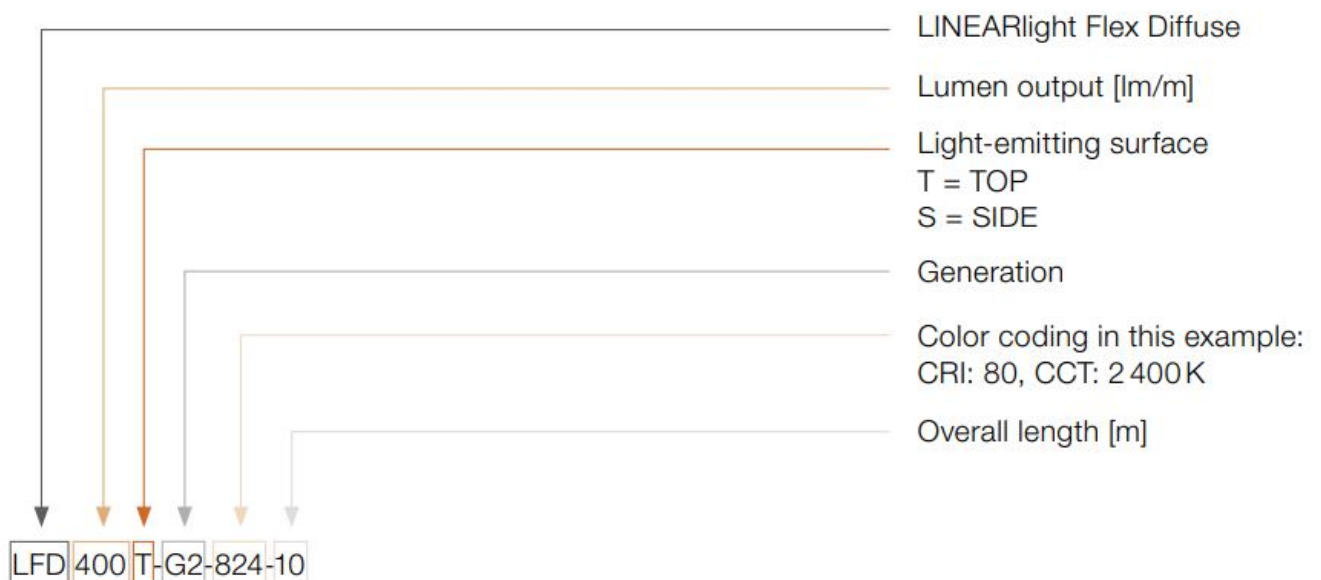 LINEARlight Flex Diffuse
Lumen output [lm/m]
Light-emitting surface
T = TOP
S = SIDE
Generation
Color coding in this example:
CRI: 80, CCT: 2 400 K
Overall length [m]
LFD 400 T-G2-824-10